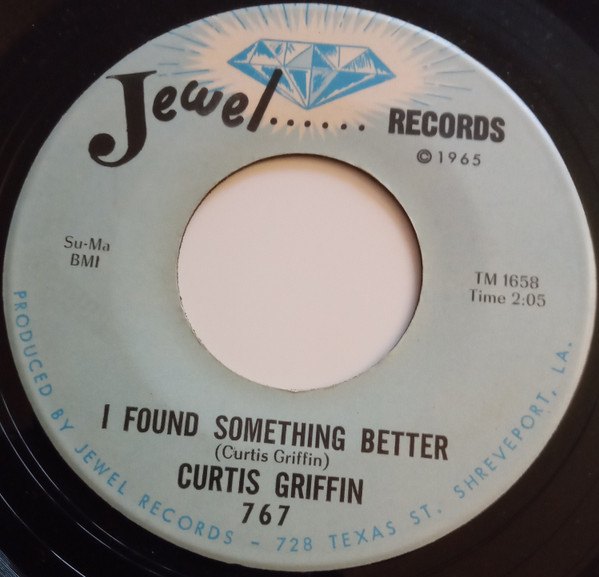 Jewel...... RECORDS
©1965
Su-Ma
BMI
TM 1658
Time 2:05
I FOUND SOMETHING BETTER
(Curtis Griffin)
CURTIS GRIFFIN
767
PRODUCED BY JEWEL RECORDS - 728 TEXAS ST. SHREVEPORT, LA.